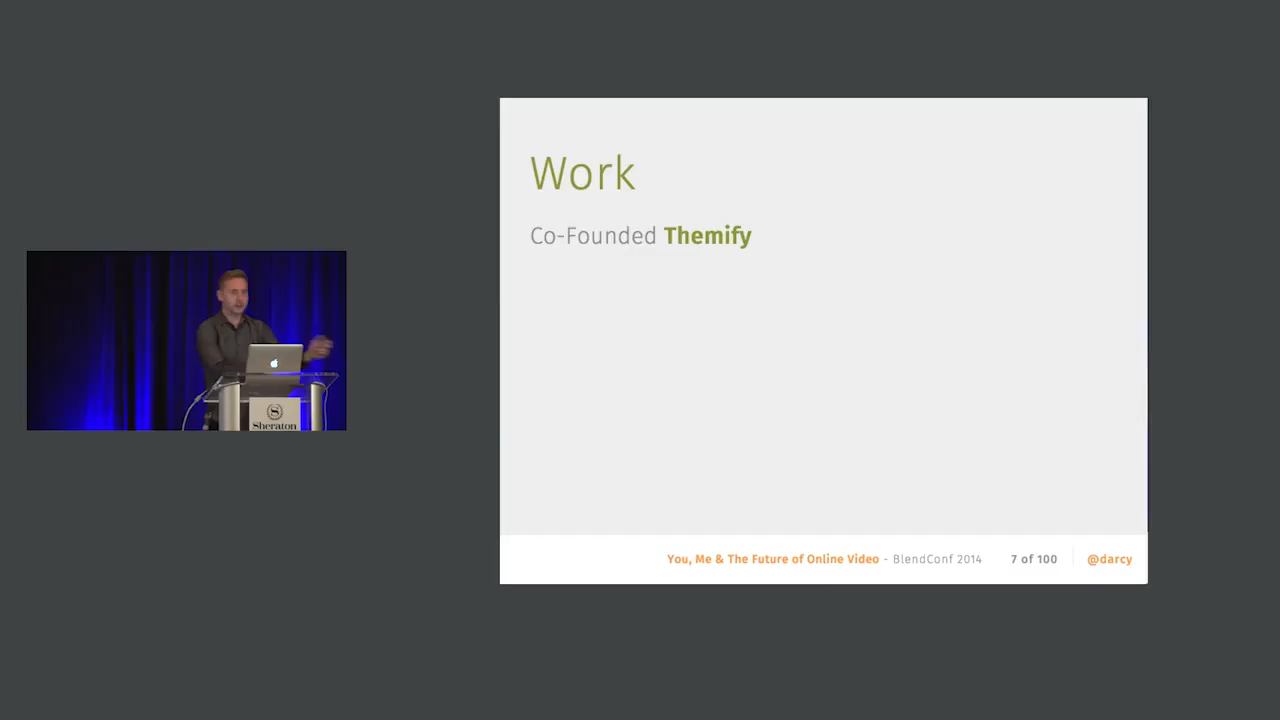 Work
Co-Founded Themify
Sheraton
You, Me & The Future of Online Video - BlendConf 2014 7 of 100 @darcy